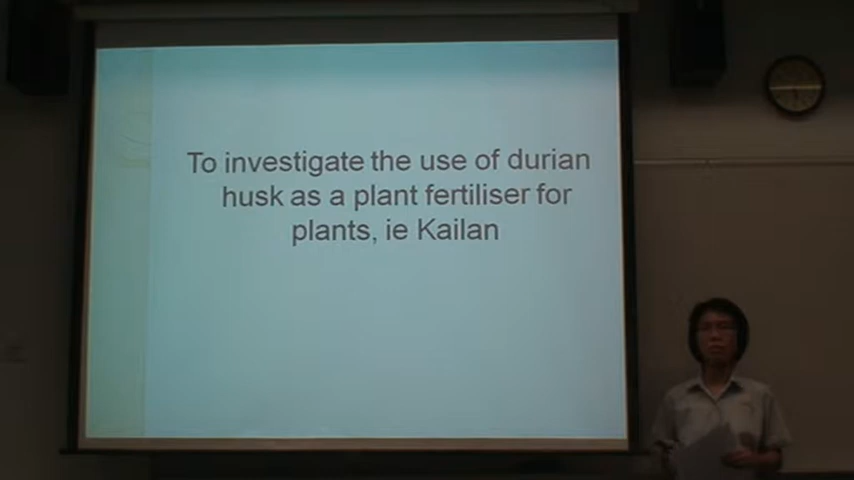 To investigate the use of durian
husk as a plant fertiliser for
plants, ie Kailan